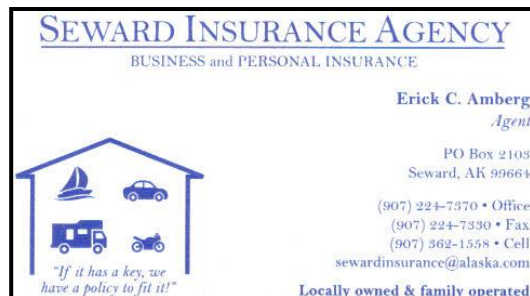 SEWARD INSURANCE AGENCY
BUSINESS and PERSONAL INSURANCE
Erick C. Amberg
Agent
PO Box 2103
Seward, AK 99664
(907) 224-7370 • Office
(907) 224-7330 • Fax
(907) 362-1558 • Cell
sewardinsurance@alaska.com
"If it has a key, we
have a policy to fit it!"
Locally owned & family operated